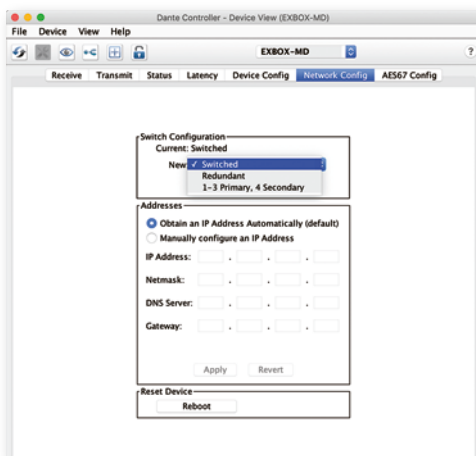 Dante Controller - Device View (EXBOX-MD)
File Device View Help
EXBOX-MD ?
Receive Transmit Status Latency Device Config Network Config AES67 Config
Switch Configuration
Current: Switched
New ✓ Switched
Redundant
1-3 Primary, 4 Secondary
Addresses
Obtain an IP Address Automatically (default)
Manually configure an IP Address
IP Address: . . .
Netmask: . . .
DNS Server: . . .
Gateway: . . .
Apply Revert
Reset Device
Reboot